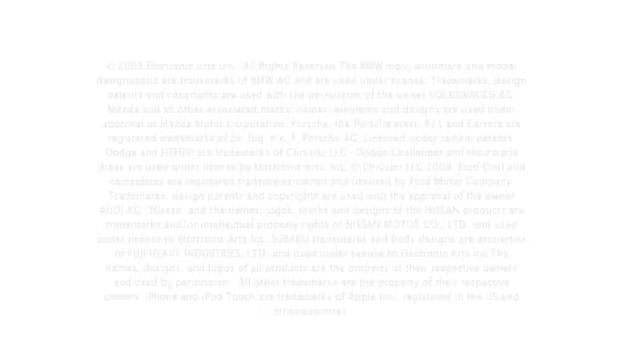 © 2009 Electronic Arts Inc. All Rights Reserved. The BMW logo, wordmark and model
designations are trademarks of BMW AG and are used under license. Trademarks, design
patents and copyrights are used with the permission of the owner VOLKSWAGEN AG.
Mazda and all other associated marks, names, emblems and designs are used under
approval of Mazda Motor Corporation. Porsche, the Porsche crest, 911 and Carrera are
registered trademarks of Dr. Ing. h.c. F. Porsche AG. Licensed under patents
Dodge and HEMI are trademarks of Chrysler LLC. Dodge Challenger and their trade
dress are used under license by Electronic Arts, Inc. © Chrysler LLC 2009. Ford Oval and
nameplates are registered trademarks owned and licensed by Ford Motor Company.
Trademarks, design patents and copyrights are used with the approval of the owner
AUDI AG. "Nissan" and the names, logos, marks and designs of the NISSAN products are
trademarks and/or intellectual property rights of NISSAN MOTOR CO., LTD. and used
under license to Electronic Arts Inc. SUBARU trademarks and body designs are properties
of FUJI HEAVY INDUSTRIES, LTD. and used under license to Electronic Arts Inc. The
names, designs, and logos of all products are the property of their respective owners
and used by permission. All other trademarks are the property of their respective
owners. iPhone and iPod Touch are trademarks of Apple Inc., registered in the US and
other countries.